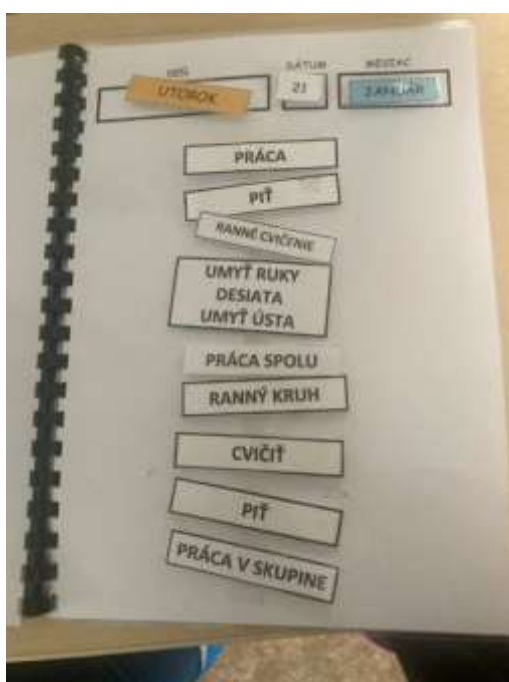 DEŇ
DÁTUM
MESIAC
UTOROK
21
JANUÁR
PRÁCA
PIŤ
RANNÉ CVIČENIE
UMYŤ RUKY
DESIATA
UMYŤ ÚSTA
PRÁCA SPOLU
RANNÝ KRUH
CVIČIŤ
PIŤ
PRÁCA V SKUPINE